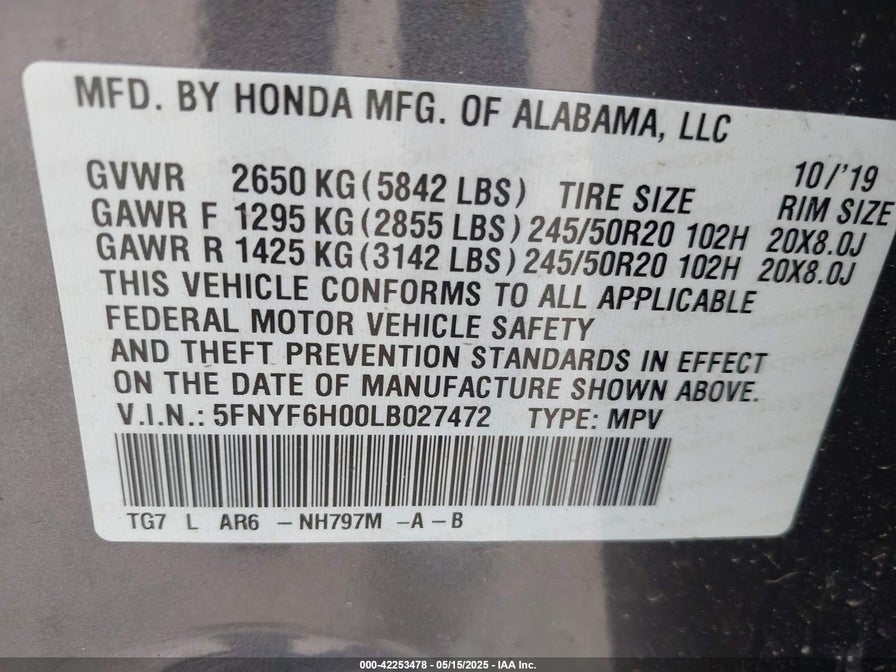 MFD. BY HONDA MFG. OF ALABAMA, LLC
10/'19
GVWR 2650 KG (5842 LBS) TIRE SIZE RIM SIZE
GAWR F 1295 KG (2855 LBS) 245/50R20 102H 20X8.0J
GAWR R 1425 KG (3142 LBS) 245/50R20 102H 20X8.0J
THIS VEHICLE CONFORMS TO ALL APPLICABLE
FEDERAL MOTOR VEHICLE SAFETY
AND THEFT PREVENTION STANDARDS IN EFFECT
ON THE DATE OF MANUFACTURE SHOWN ABOVE.
V.I.N.: 5FNYF6H00LB027472 TYPE: MPV
TG7 L AR6 - NH797M - A - B
000-42253478 - 05/15/2025 - IAA Inc.